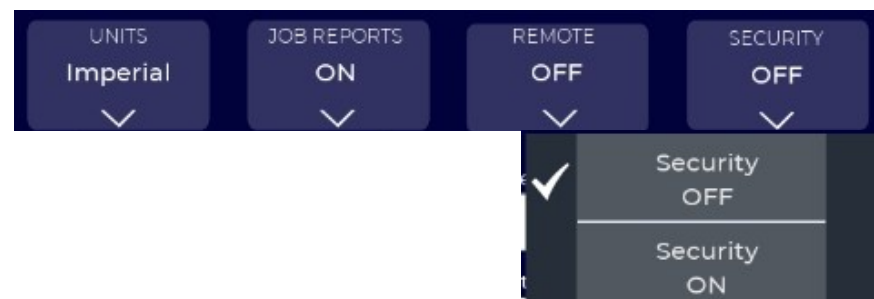 UNITS JOB REPORTS REMOTE SECURITY
Imperial ON OFF OFF
Security
OFF
Security
ON